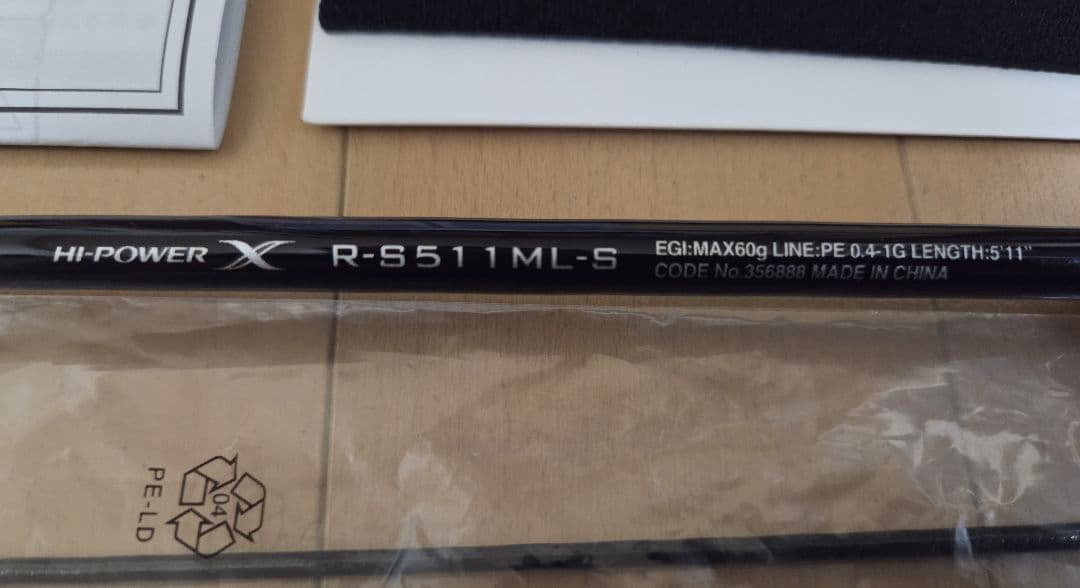 HI-POWER X R-S511ML-S
EGI:MAX60g LINE:PE 0.4-1G LENGTH:5'11"
CODE No.356888 MADE IN CHINA
04
PE-LD